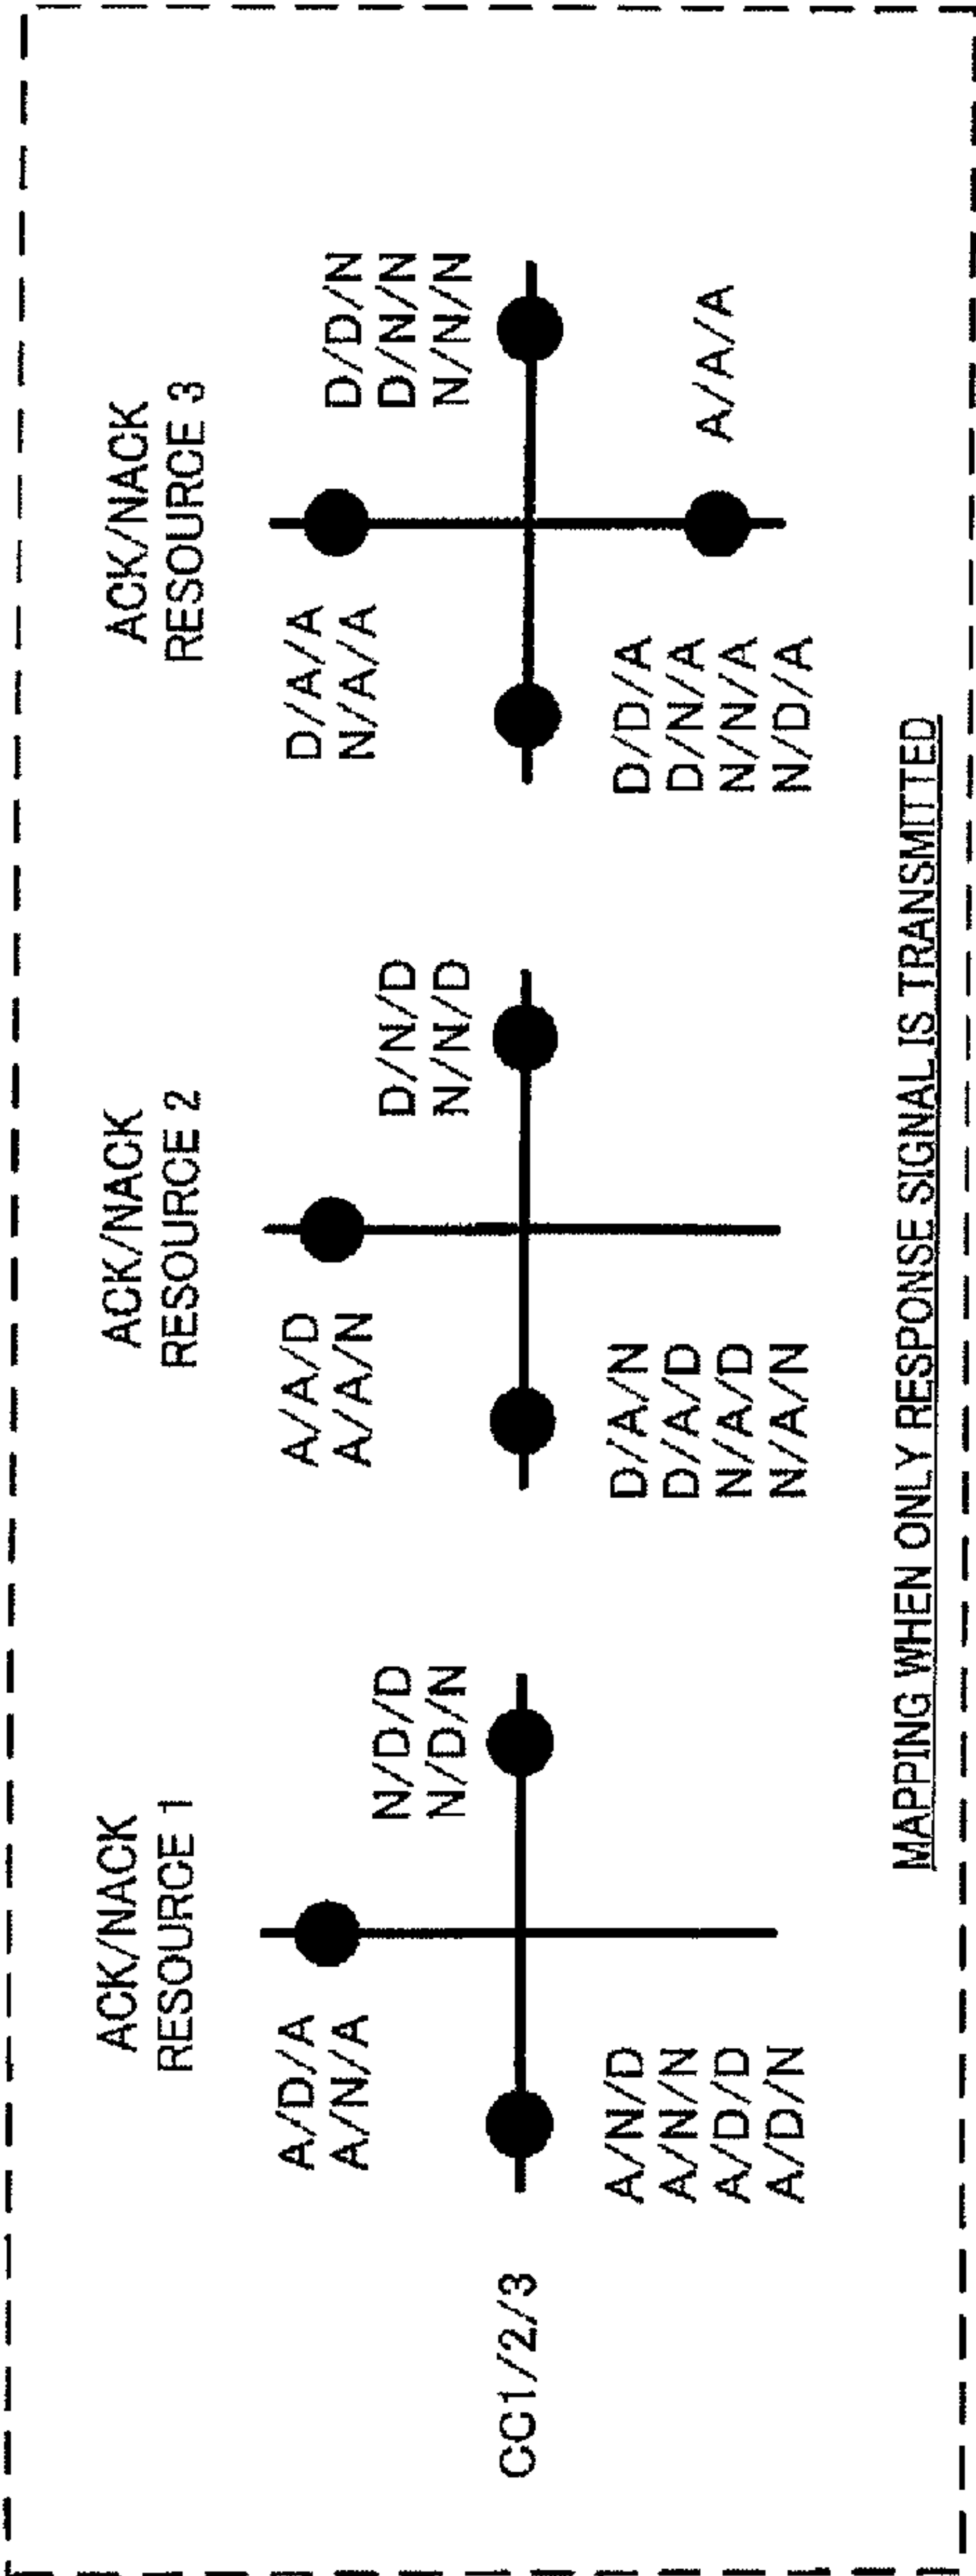 ACK/NACK
RESOURCE 1
A/D/A
A/N/A
N/D/D
N/D/N
CC1/2/3
A/N/D
A/N/N
A/D/D
A/D/N
ACK/NACK
RESOURCE 2
A/A/D
A/A/N
D/N/D
N/N/D
D/A/N
D/A/D
N/A/D
N/A/N
ACK/NACK
RESOURCE 3
D/A/A
N/A/A
D/D/N
D/N/N
N/N/N
D/D/A
D/N/A
N/N/A
N/D/A
A/A/A
MAPPING WHEN ONLY RESPONSE SIGNAL IS TRANSMITTED